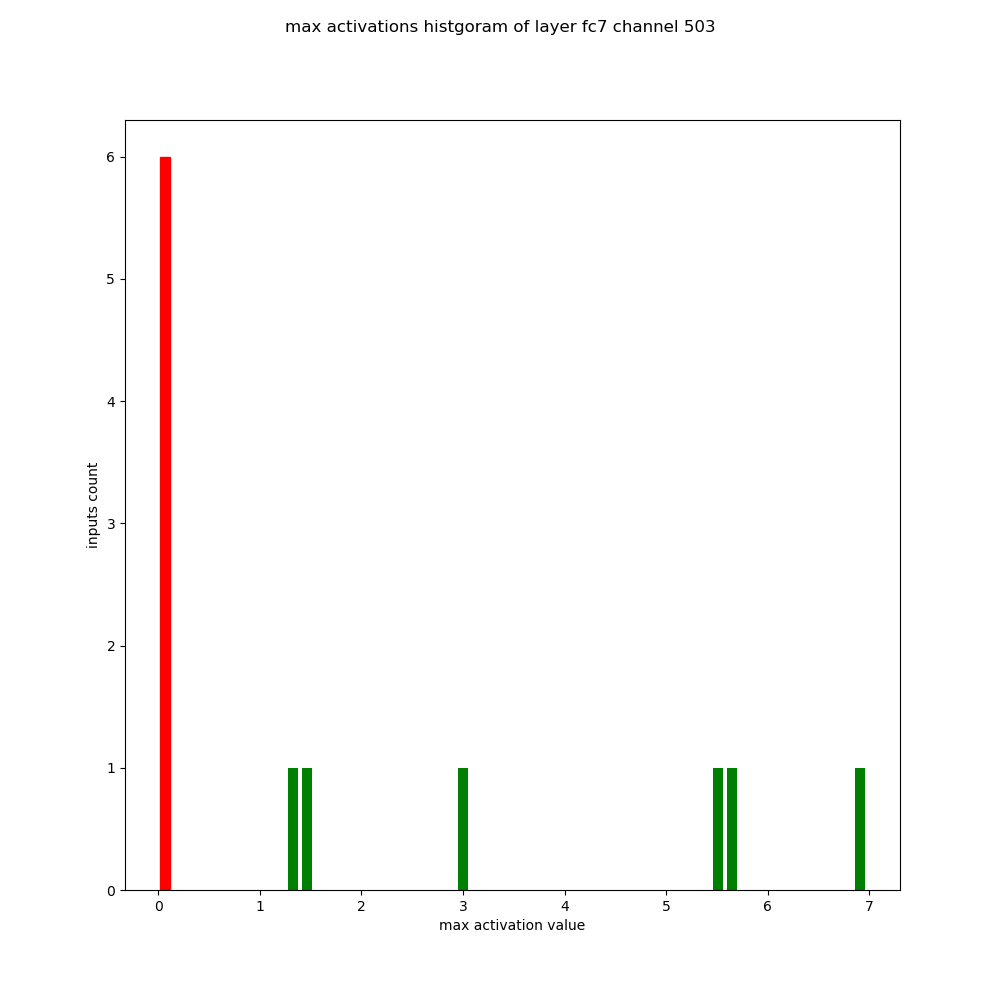 max activations histgoram of layer fc7 channel 503
6
5
4
3
2
1
0
inputs count
0 1 2 3 4 5 6 7
max activation value